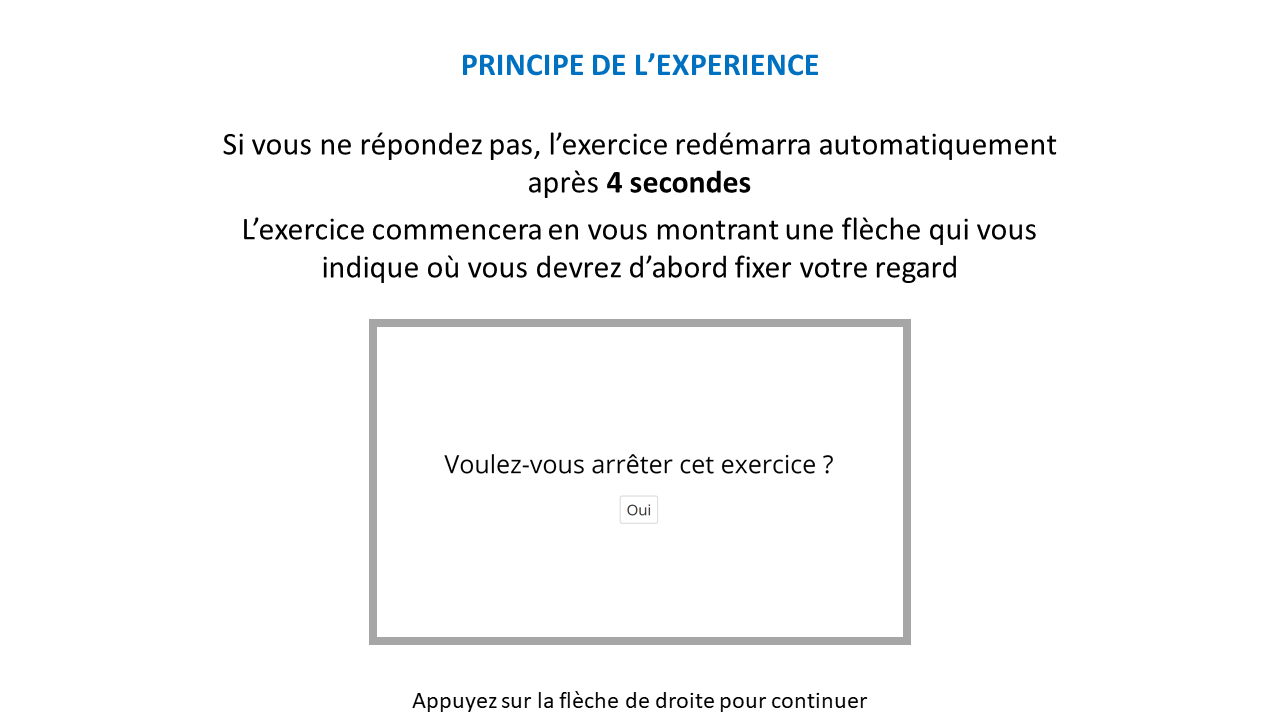 PRINCIPE DE L’EXPERIENCE
Si vous ne répondez pas, l’exercice redémarra automatiquement
après 4 secondes
L’exercice commencera en vous montrant une flèche qui vous
indique où vous devrez d’abord fixer votre regard
Voulez-vous arrêter cet exercice ?
Oui
Appuyez sur la flèche de droite pour continuer